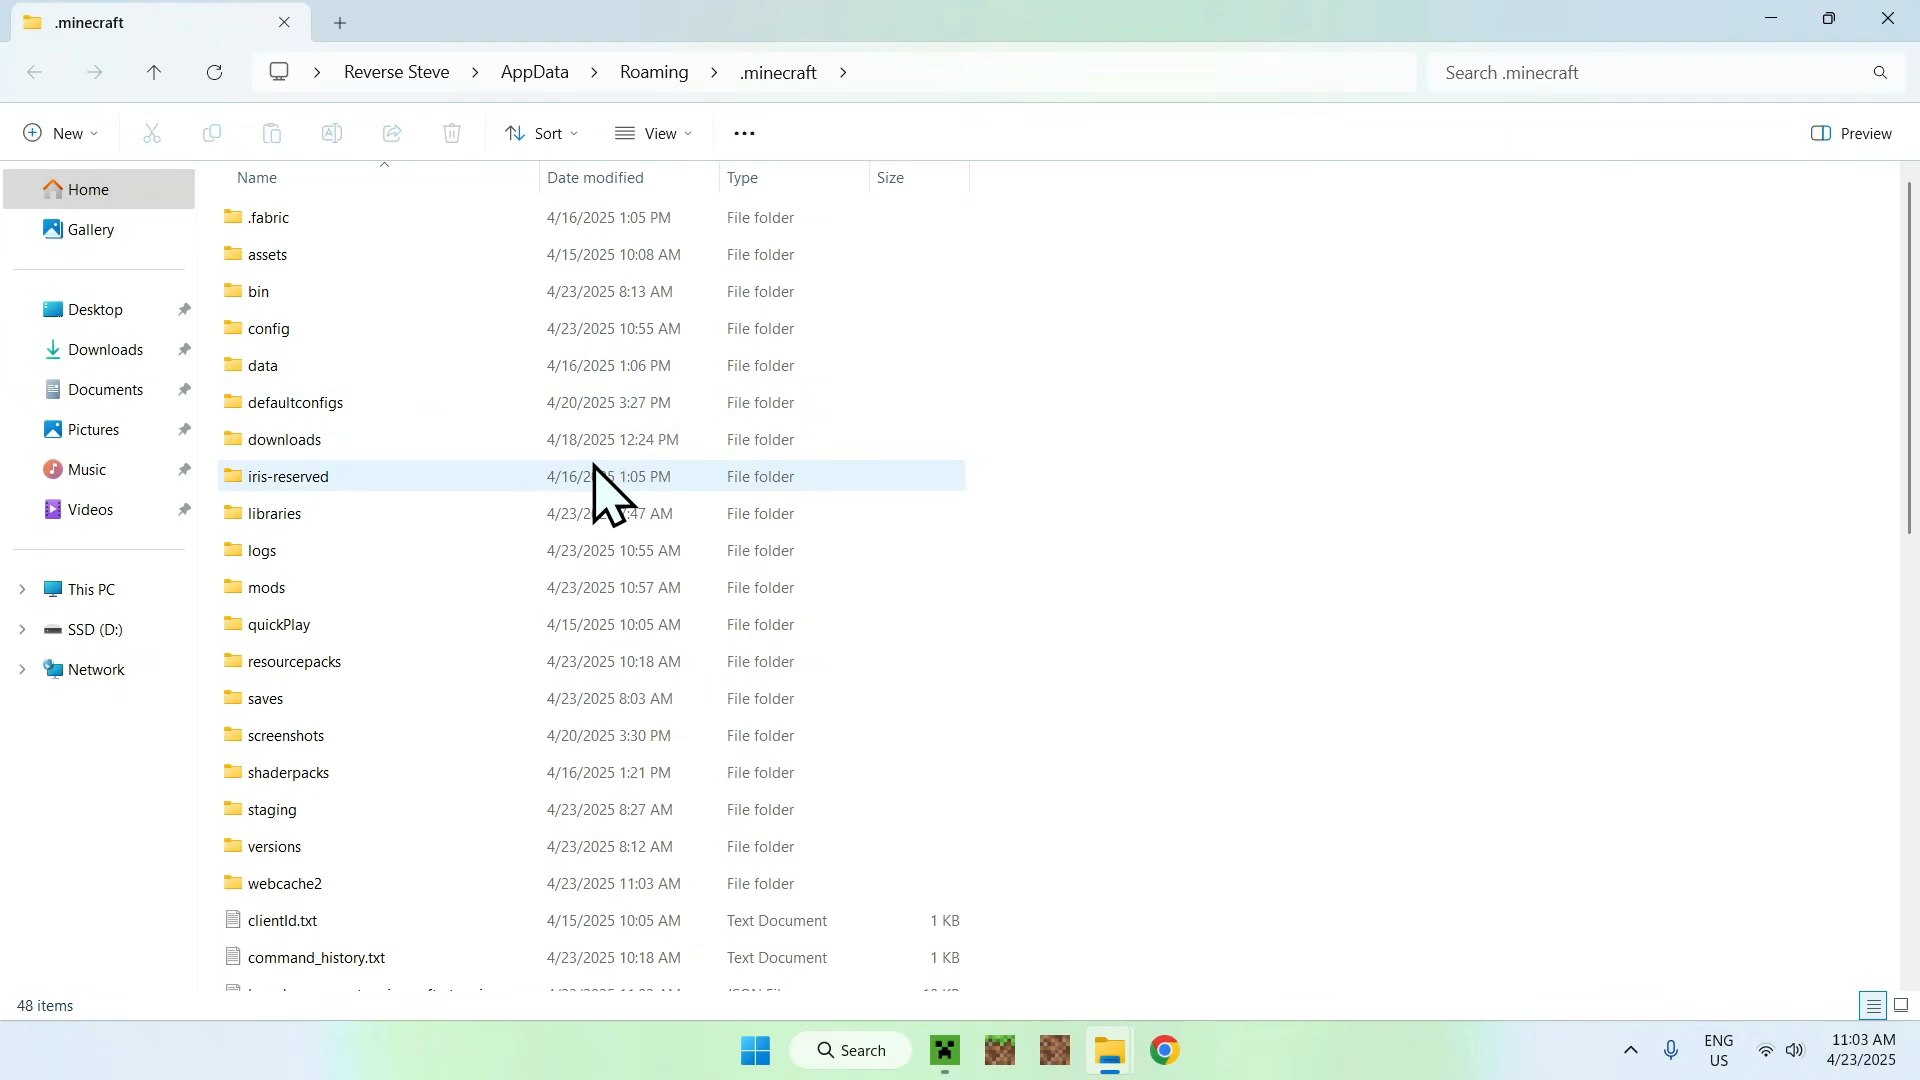 .minecraft
Reverse Steve > AppData > Roaming > .minecraft >
Search .minecraft
New
Sort
View
Preview
Name
Date modified
Type
Size
Home
Gallery
Desktop
Downloads
Documents
Pictures
Music
Videos
This PC
SSD (D:)
Network
.fabric 4/16/2025 1:05 PM File folder
assets 4/15/2025 10:08 AM File folder
bin 4/23/2025 8:13 AM File folder
config 4/23/2025 10:55 AM File folder
data 4/16/2025 1:06 PM File folder
defaultconfigs 4/20/2025 3:27 PM File folder
downloads 4/18/2025 12:24 PM File folder
iris-reserved 1:05 PM File folder
libraries AM File folder
logs 4/23/2025 10:55 AM File folder
mods 4/23/2025 10:57 AM File folder
quickPlay 4/15/2025 10:05 AM File folder
resourcepacks 4/23/2025 10:18 AM File folder
saves 4/23/2025 8:03 AM File folder
screenshots 4/20/2025 3:30 PM File folder
shaderpacks 4/16/2025 1:21 PM File folder
staging 4/23/2025 8:27 AM File folder
versions 4/23/2025 8:12 AM File folder
webcache2 4/23/2025 11:03 AM File folder
clientId.txt 4/15/2025 10:05 AM Text Document 1 KB
command_history.txt 4/23/2025 10:18 AM Text Document 1 KB
48 items
Search
ENG
US
11:03 AM
4/23/2025